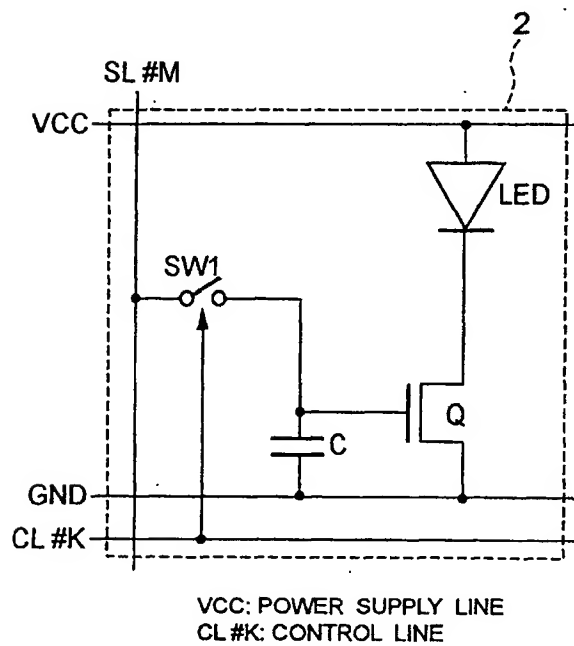 2
SL #M
VCC
LED
SW1
Q
C
GND
CL #K
VCC: POWER SUPPLY LINE
CL #K: CONTROL LINE